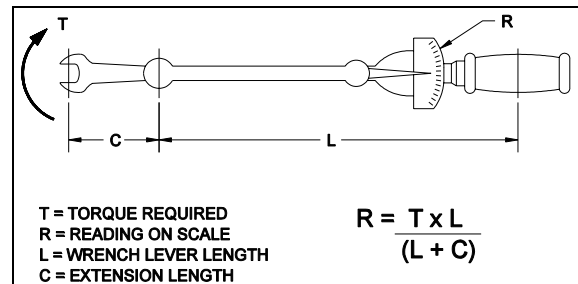 T
R
C
L
T = TORQUE REQUIRED
R = READING ON SCALE
L = WRENCH LEVER LENGTH
C = EXTENSION LENGTH
R = T x L
(L + C)